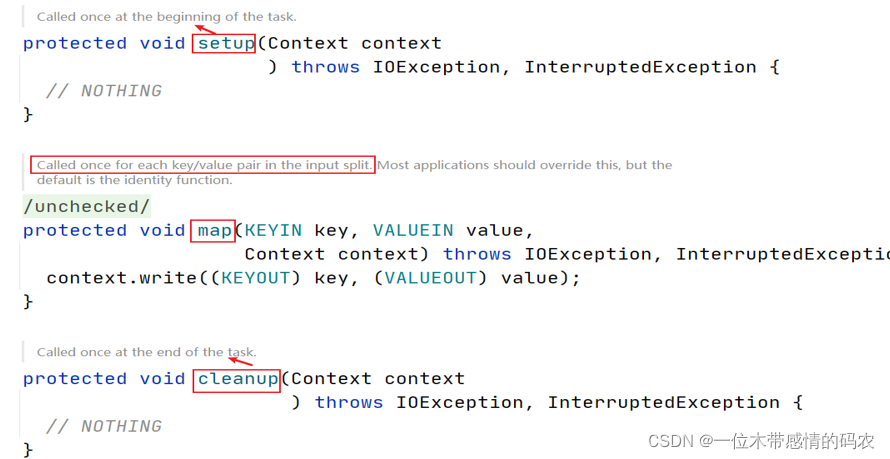 Called once at the beginning of the task.
protected void setup(Context context
) throws IOException, InterruptedException {
// NOTHING
}
Called once for each key/value pair in the input split. Most applications should override this, but the
default is the identity function.
/unchecked/
protected void map(KEYIN key, VALUEIN value,
Context context) throws IOException, InterruptedExceptio
context.write((KEYOUT) key, (VALUEOUT) value);
}
Called once at the end of the task.
protected void cleanup(Context context
) throws IOException, InterruptedException {
// NOTHING
}
CSDN @一位木带感情的码农